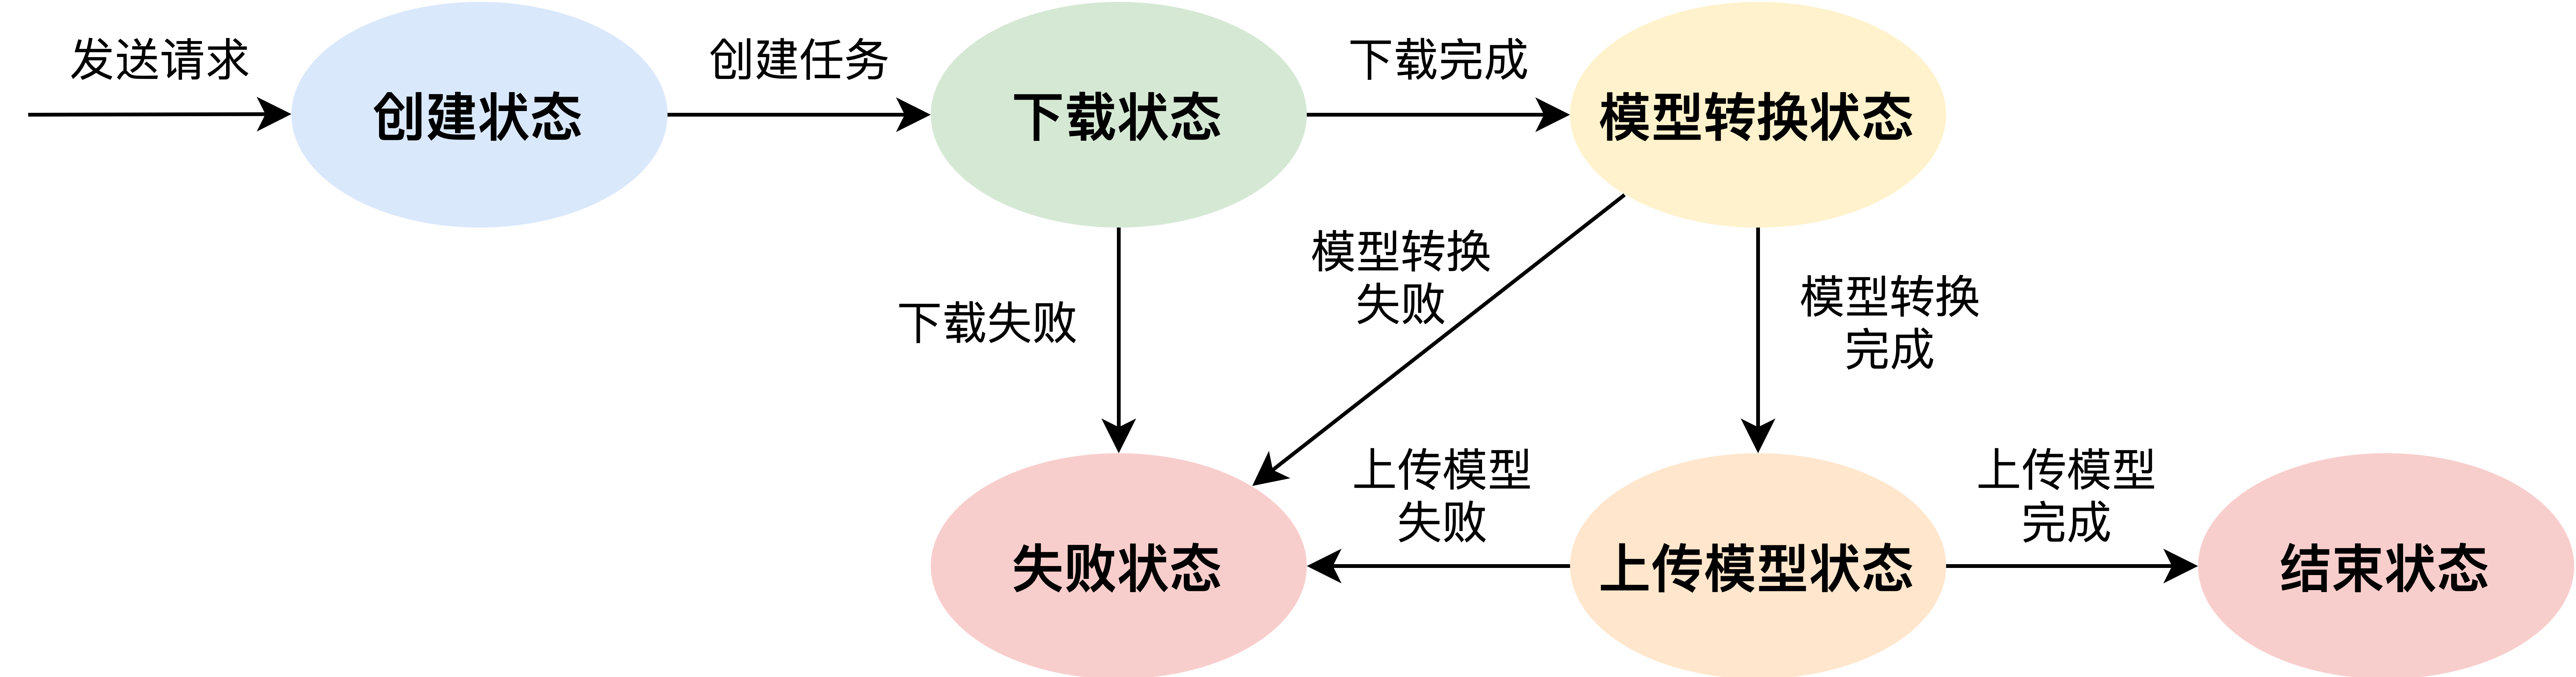 发送请求
创建状态
创建任务
下载状态
下载完成
模型转换状态
下载失败
模型转换
失败
模型转换
完成
失败状态
上传模型
失败
上传模型状态
上传模型
完成
结束状态